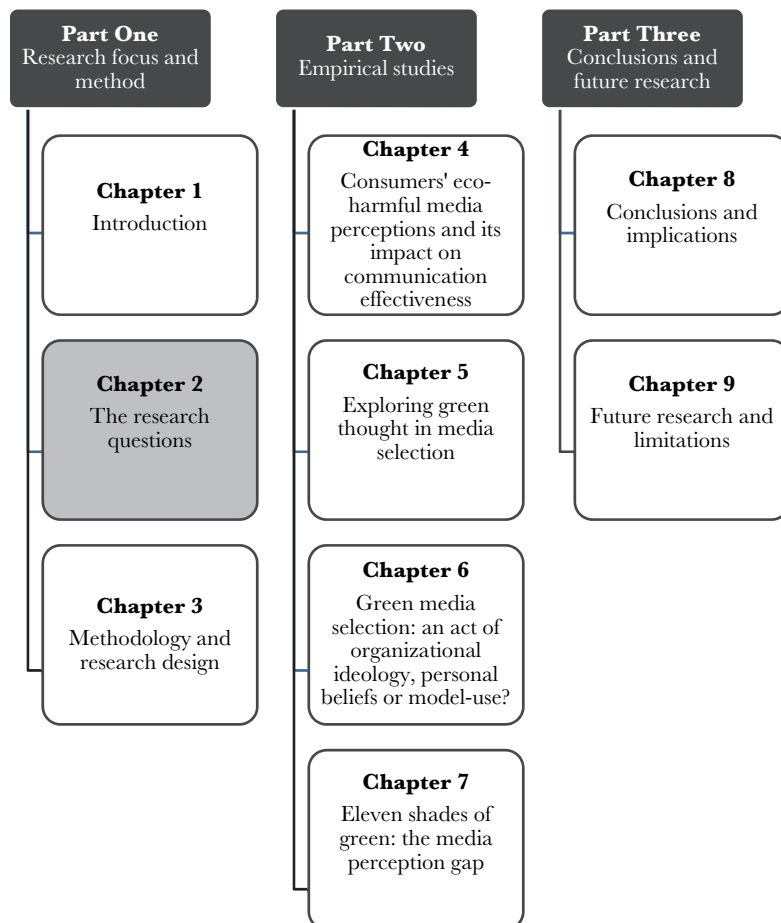 Part One
Research focus and
method
Chapter 1
Introduction
Chapter 2
The research
questions
Chapter 3
Methodology and
research design
Part Two
Empirical studies
Chapter 4
Consumers' eco-
harmful media
perceptions and its
impact on
communication
effectiveness
Chapter 5
Exploring green
thought in media
selection
Chapter 6
Green media
selection: an act of
organizational
ideology, personal
beliefs or model-use?
Chapter 7
Eleven shades of
green: the media
perception gap
Part Three
Conclusions and
future research
Chapter 8
Conclusions and
implications
Chapter 9
Future research and
limitations